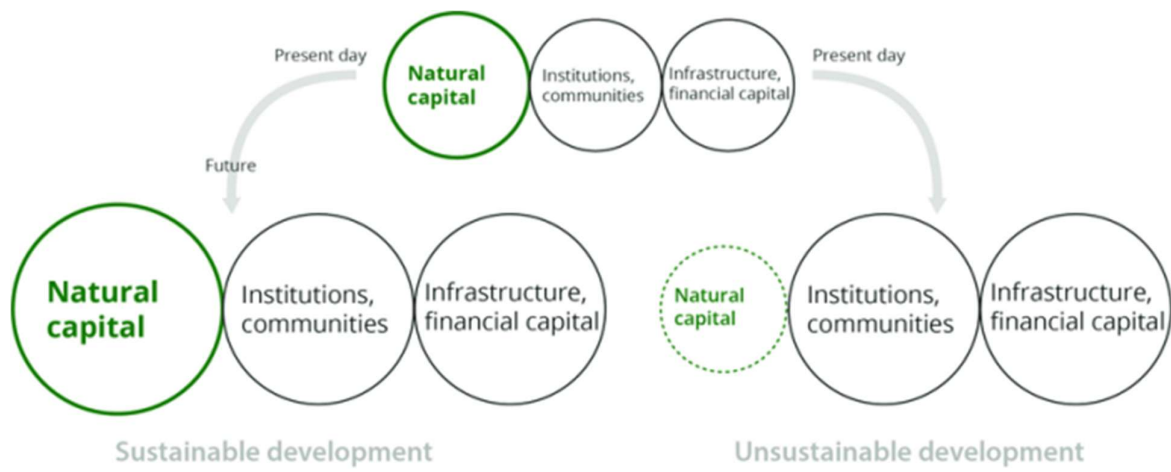 Present day
Natural
capital
Institutions,
communities
Infrastructure,
financial capital
Present day
Future
Natural
capital
Institutions,
communities
Infrastructure,
financial capital
Natural
capital
Institutions,
communities
Infrastructure,
financial capital
Sustainable development
Unsustainable development